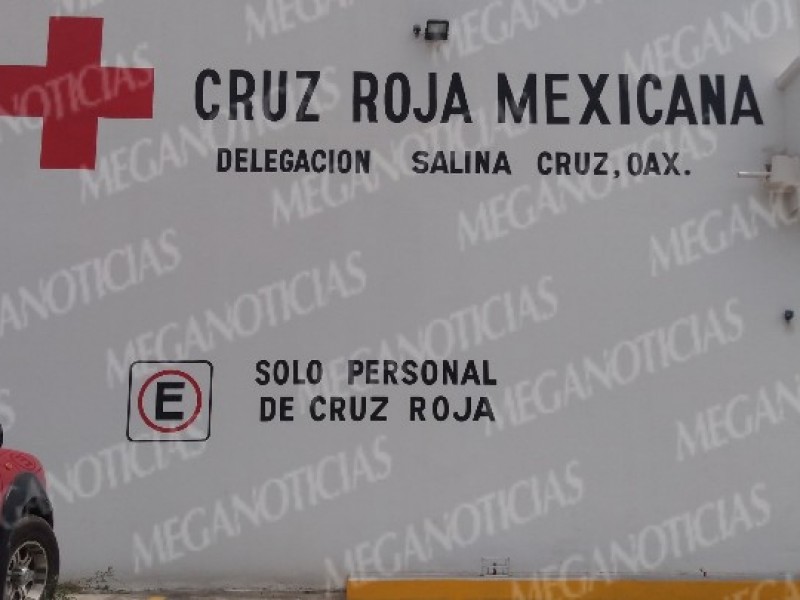 CRUZ ROJA MEXICANA
DELEGACION SALINA CRUZ, OAX.
E SOLO PERSONAL
DE CRUZ ROJA
MEGANOTICIAS